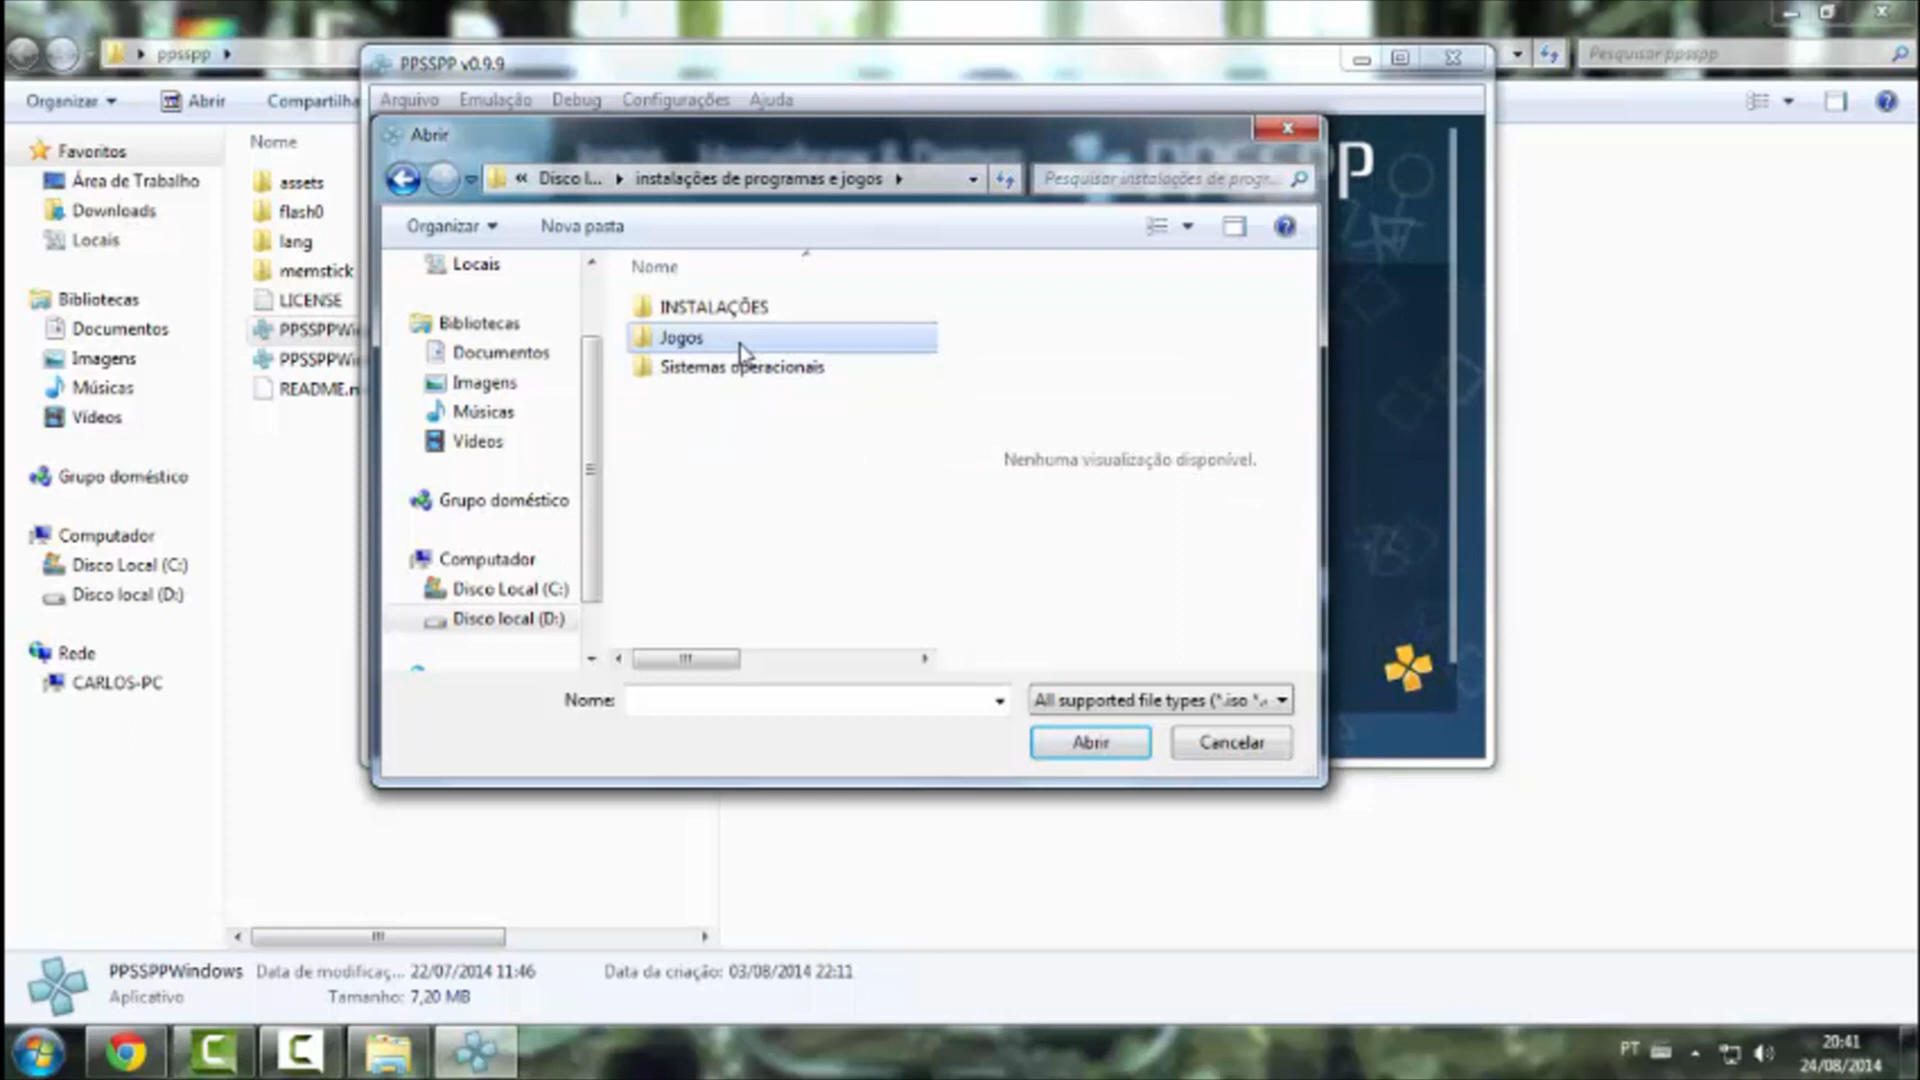 ppsspp
Pesquisar ppsspp
Organizar
Abrir
Compartilha
Favoritos
Área de Trabalho
Downloads
Locais
Bibliotecas
Documentos
Imagens
Músicas
Vídeos
Grupo doméstico
Computador
Disco Local (C:)
Disco local (D:)
Rede
CARLOS-PC
Nome
assets
flash0
lang
memstick
LICENSE
PPSSPPWin
PPSSPPWin
README.m
PPSSPP v0.9.9
Arquivo Emulação Debug Configurações Ajuda
Abrir
« Disco l... instalações de programas e jogos
Pesquisar instalações de progr...
Organizar
Nova pasta
Locais
Bibliotecas
Documentos
Imagens
Músicas
Vídeos
Grupo doméstico
Computador
Disco Local (C:)
Disco local (D:)
Nome
INSTALAÇÕES
Jogos
Sistemas operacionais
Nenhuma visualização disponível.
Nome:
All supported file types (*.iso *.
Abrir
Cancelar
PPSSPPWindows Data de modificaç... 22/07/2014 11:46 Data da criação: 03/08/2014 22:11
Aplicativo Tamanho: 7,20 MB
PT
20:41
24/08/2014